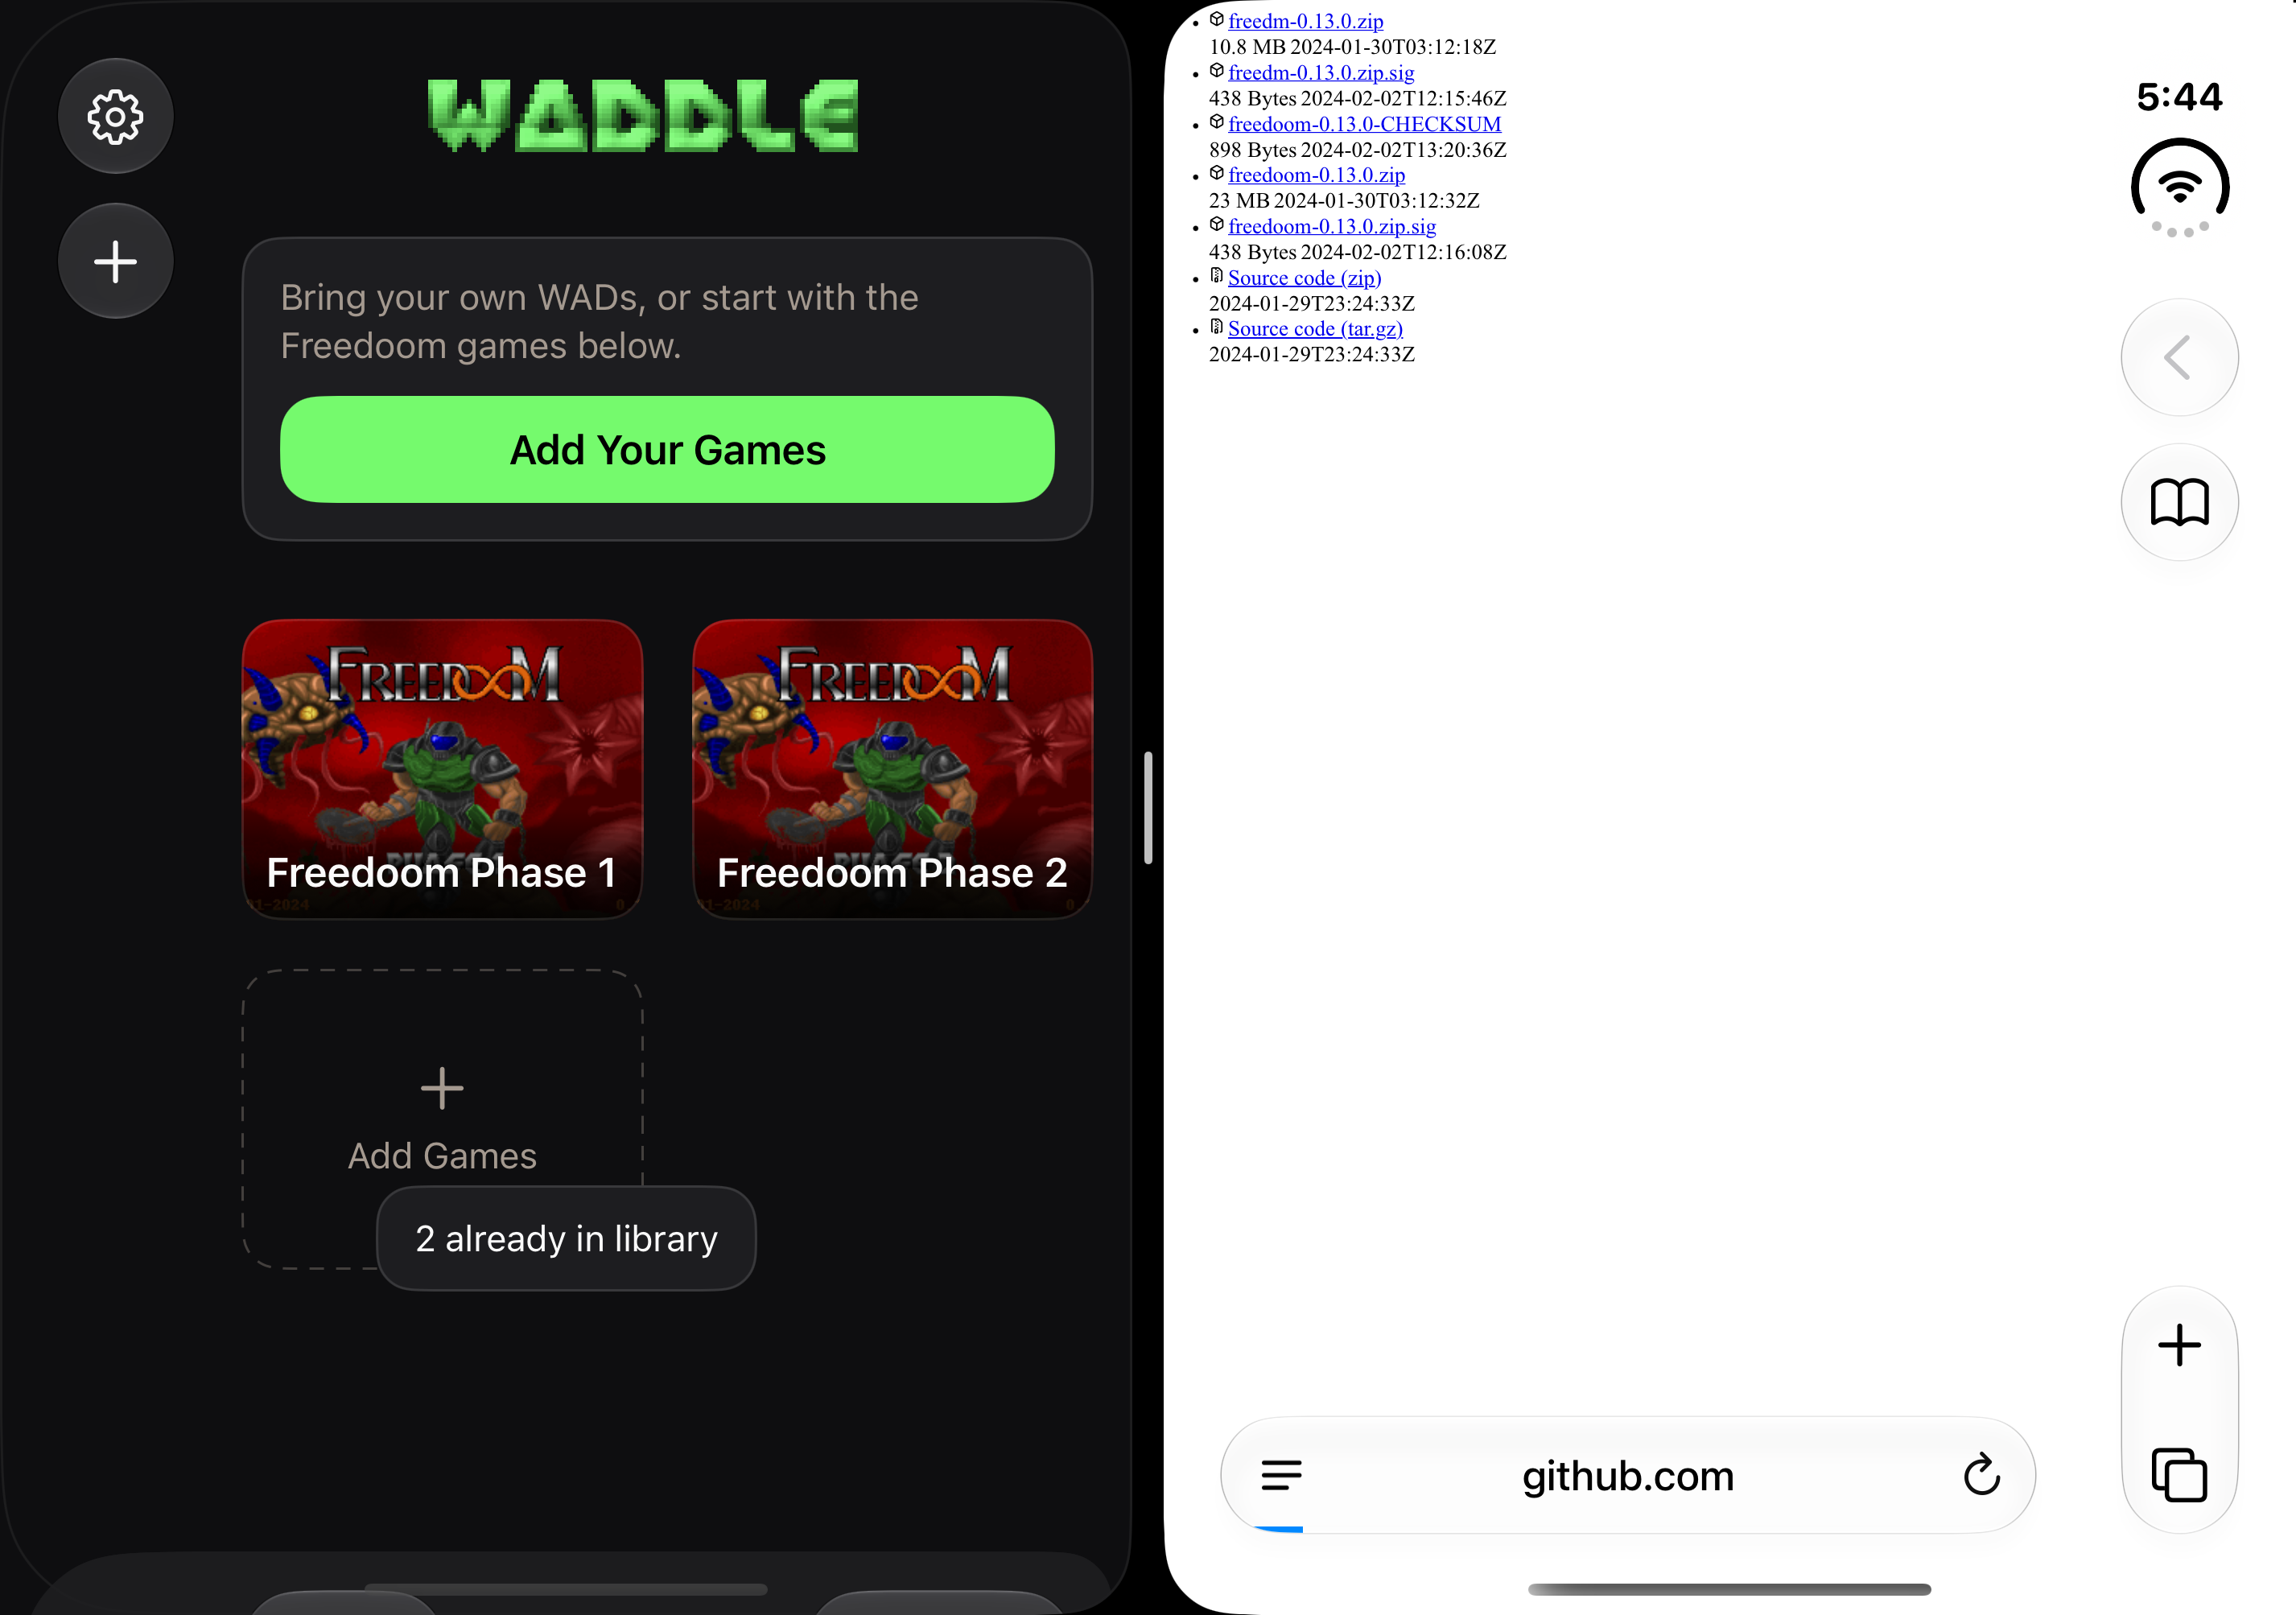 WADDLE
Bring your own WADs, or start with the
Freedoom games below.
Add Your Games
FREEDOOM
Freedoom Phase 1
FREEDOOM
Freedoom Phase 2
Add Games
2 already in library
freedm-0.13.0.zip
10.8 MB 2024-01-30T03:12:18Z
freedm-0.13.0.zip.sig
438 Bytes 2024-02-02T12:15:46Z
freedoom-0.13.0-CHECKSUM
898 Bytes 2024-02-02T13:20:36Z
freedoom-0.13.0.zip
23 MB 2024-01-30T03:12:32Z
freedoom-0.13.0.zip.sig
438 Bytes 2024-02-02T12:16:08Z
Source code (zip)
2024-01-29T23:24:33Z
Source code (tar.gz)
2024-01-29T23:24:33Z
5:44
github.com